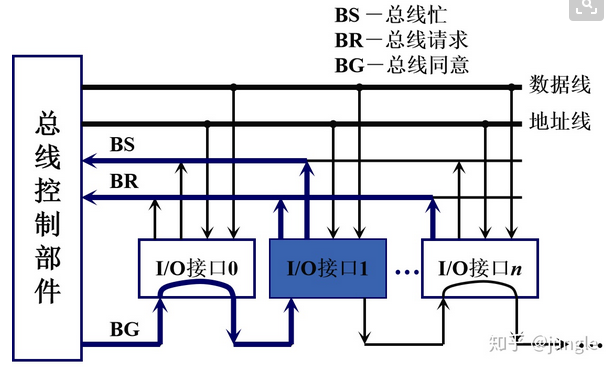 BS－总线忙
BR－总线请求
BG－总线同意
数据线
地址线
总线控制部件
BS
BR
I/O接口0
I/O接口1
…
I/O接口n
BG
…
知乎 @jungle